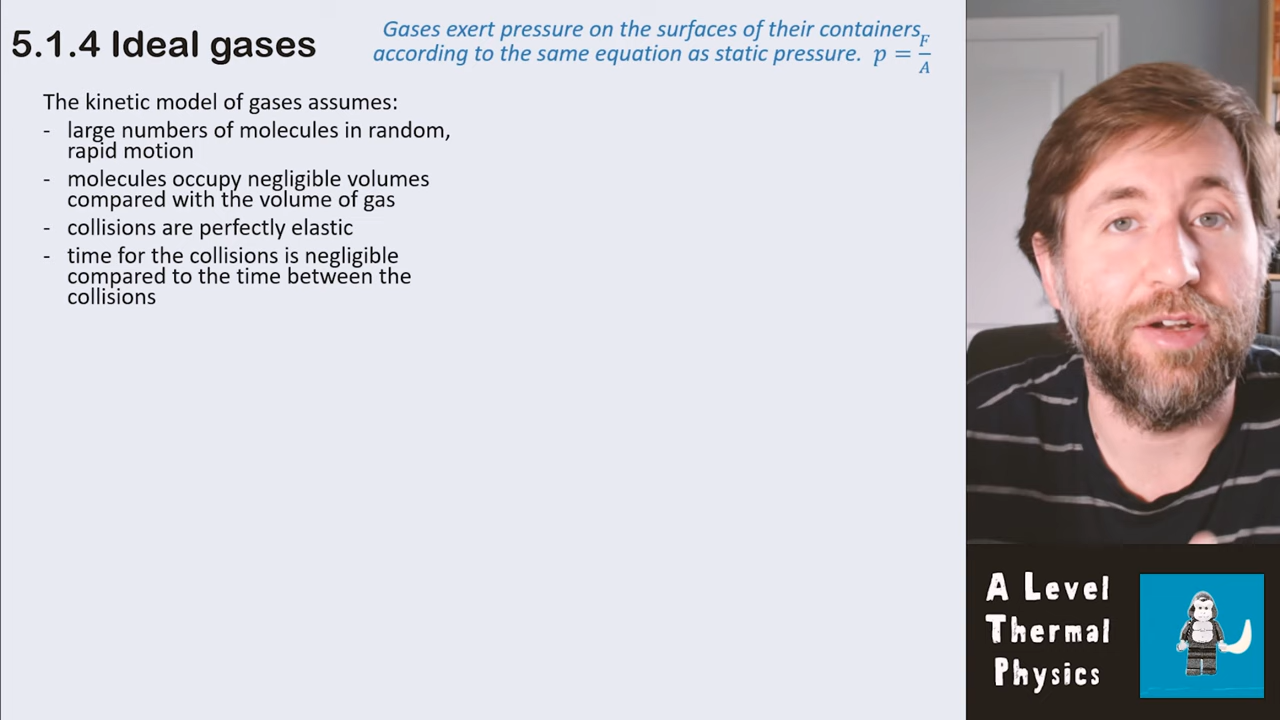 5.1.4 Ideal gases
Gases exert pressure on the surfaces of their containers,
according to the same equation as static pressure. p = F/A
The kinetic model of gases assumes:
- large numbers of molecules in random,
rapid motion
- molecules occupy negligible volumes
compared with the volume of gas
- collisions are perfectly elastic
- time for the collisions is negligible
compared to the time between the
collisions
A Level
Thermal
Physics